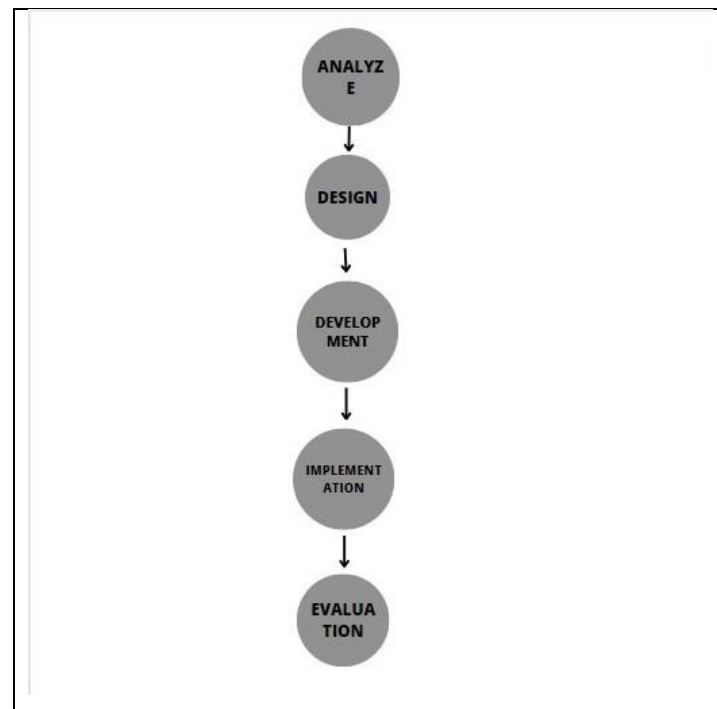 ANALYZ
E
DESIGN
DEVELOP
MENT
IMPLEMENT
ATION
EVALUA
TION